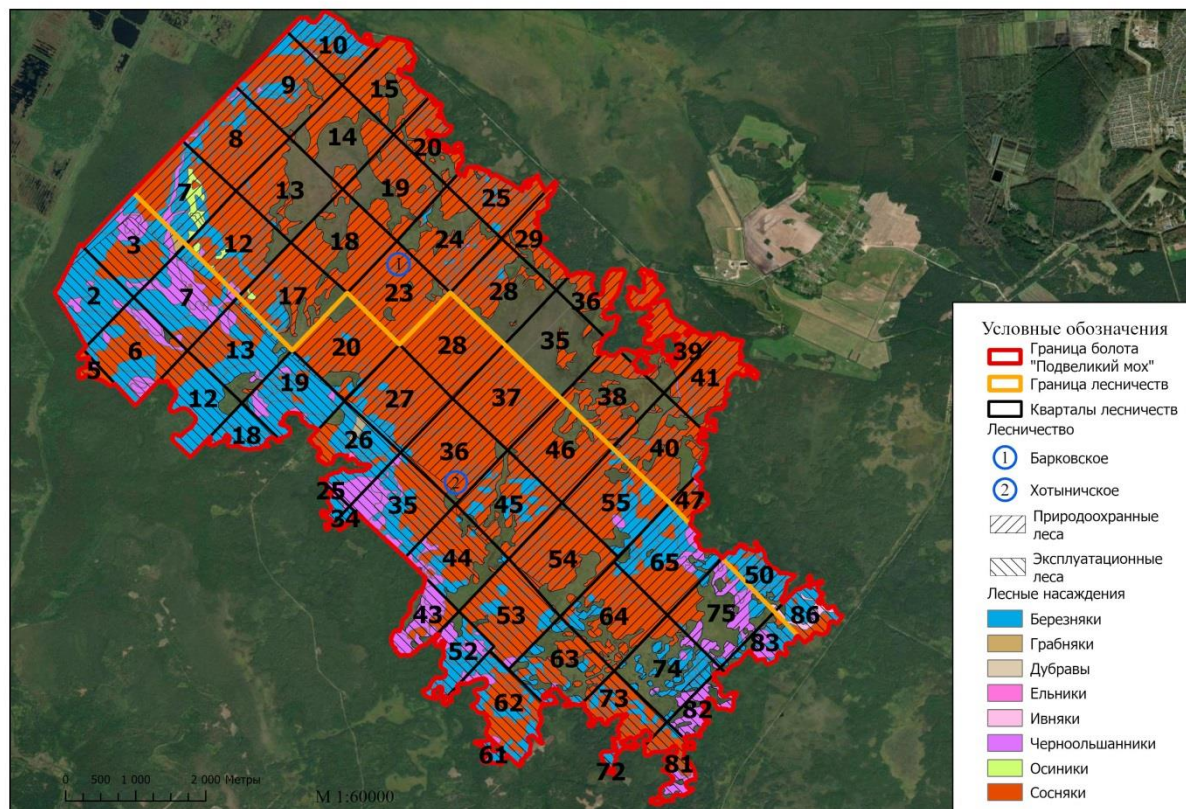 10
9
15
8
14
20
7
13
19
25
3
12
18
24
29
1
2
7
17
23
28
36
6
13
20
28
35
39
5
12
19
27
37
38
41
18
26
36
46
40
25
35
2
45
55
47
34
44
54
65
50
43
53
64
75
86
52
63
74
83
62
73
82
61
72
81
0 500 1 000 2 000 Метры
М 1:60000
Условные обозначения
Граница болота
"Подвеликий мох"
Граница лесничеств
Кварталы лесничеств
Лесничество
1 Барковское
2 Хотыничское
Природоохранные
леса
Эксплуатационные
леса
Лесные насаждения
Березняки
Грабняки
Дубравы
Ельники
Ивняки
Черноольшанники
Осиники
Сосняки